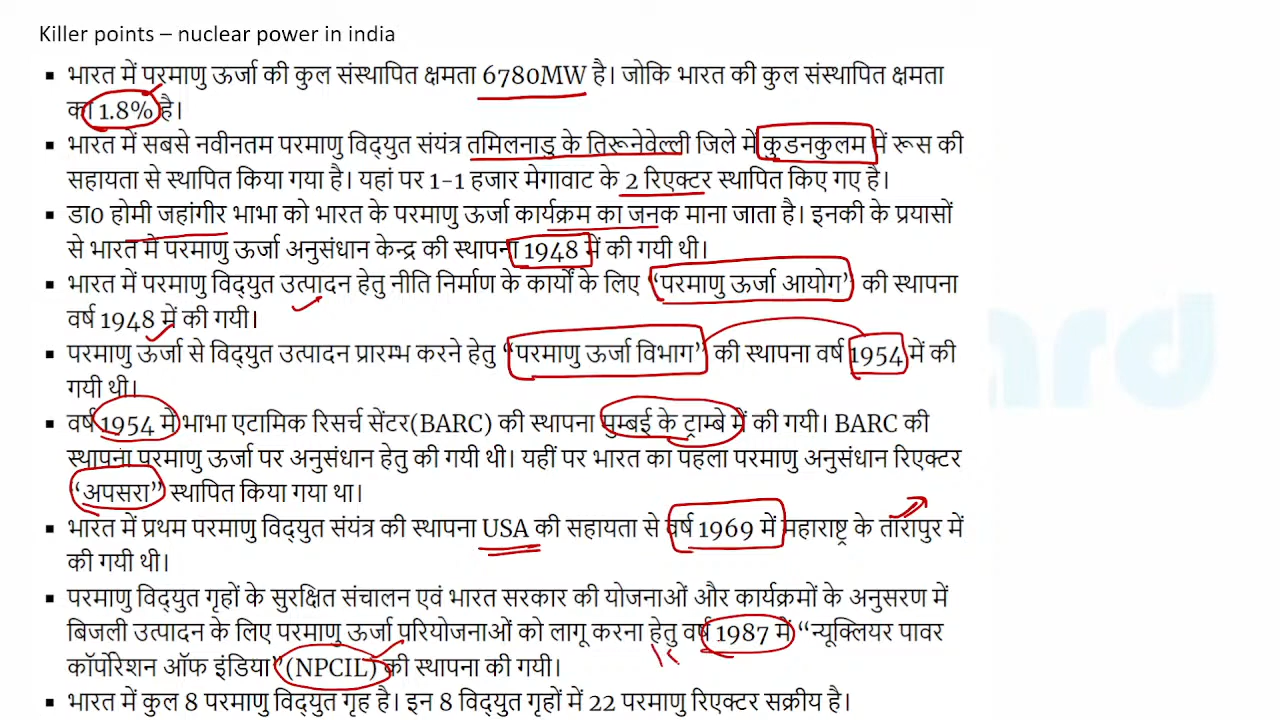 Killer points – nuclear power in india
▪ भारत में परमाणु ऊर्जा की कुल संस्थापित क्षमता 6780MW है। जोकि भारत की कुल संस्थापित क्षमता
का 1.8% है।
▪ भारत में सबसे नवीनतम परमाणु विद्युत संयंत्र तमिलनाडु के तिरूनेवेल्ली जिले में कुडनकुलम में रूस की
सहायता से स्थापित किया गया है। यहां पर 1-1 हजार मेगावाट के 2 रिएक्टर स्थापित किए गए है।
▪ डा0 होमी जहांगीर भाभा को भारत के परमाणु ऊर्जा कार्यक्रम का जनक माना जाता है। इनकी के प्रयासों
से भारत में परमाणु ऊर्जा अनुसंधान केन्द्र की स्थापना 1948 में की गयी थी।
▪ भारत में परमाणु विद्युत उत्पादन हेतु नीति निर्माण के कार्यों के लिए “परमाणु ऊर्जा आयोग” की स्थापना
वर्ष 1948 में की गयी।
▪ परमाणु ऊर्जा से विद्युत उत्पादन प्रारम्भ करने हेतु “परमाणु ऊर्जा विभाग” की स्थापना वर्ष 1954 में की
गयी थी।
▪ वर्ष 1954 में भाभा एटामिक रिसर्च सेंटर(BARC) की स्थापना मुम्बई के ट्राम्बे में की गयी। BARC की
स्थापना परमाणु ऊर्जा पर अनुसंधान हेतु की गयी थी। यहीं पर भारत का पहला परमाणु अनुसंधान रिएक्टर
“अपसरा” स्थापित किया गया था।
▪ भारत में प्रथम परमाणु विद्युत संयंत्र की स्थापना USA की सहायता से वर्ष 1969 में महाराष्ट्र के तारापुर में
की गयी थी।
▪ परमाणु विद्युत गृहों के सुरक्षित संचालन एवं भारत सरकार की योजनाओं और कार्यक्रमों के अनुसरण में
बिजली उत्पादन के लिए परमाणु ऊर्जा परियोजनाओं को लागू करना हेतु वर्ष 1987 में “न्यूक्लियर पावर
कॉर्पोरेशन ऑफ इंडिया”(NPCIL) की स्थापना की गयी।
▪ भारत में कुल 8 परमाणु विद्युत गृह है। इन 8 विद्युत गृहों में 22 परमाणु रिएक्टर सक्रीय है।